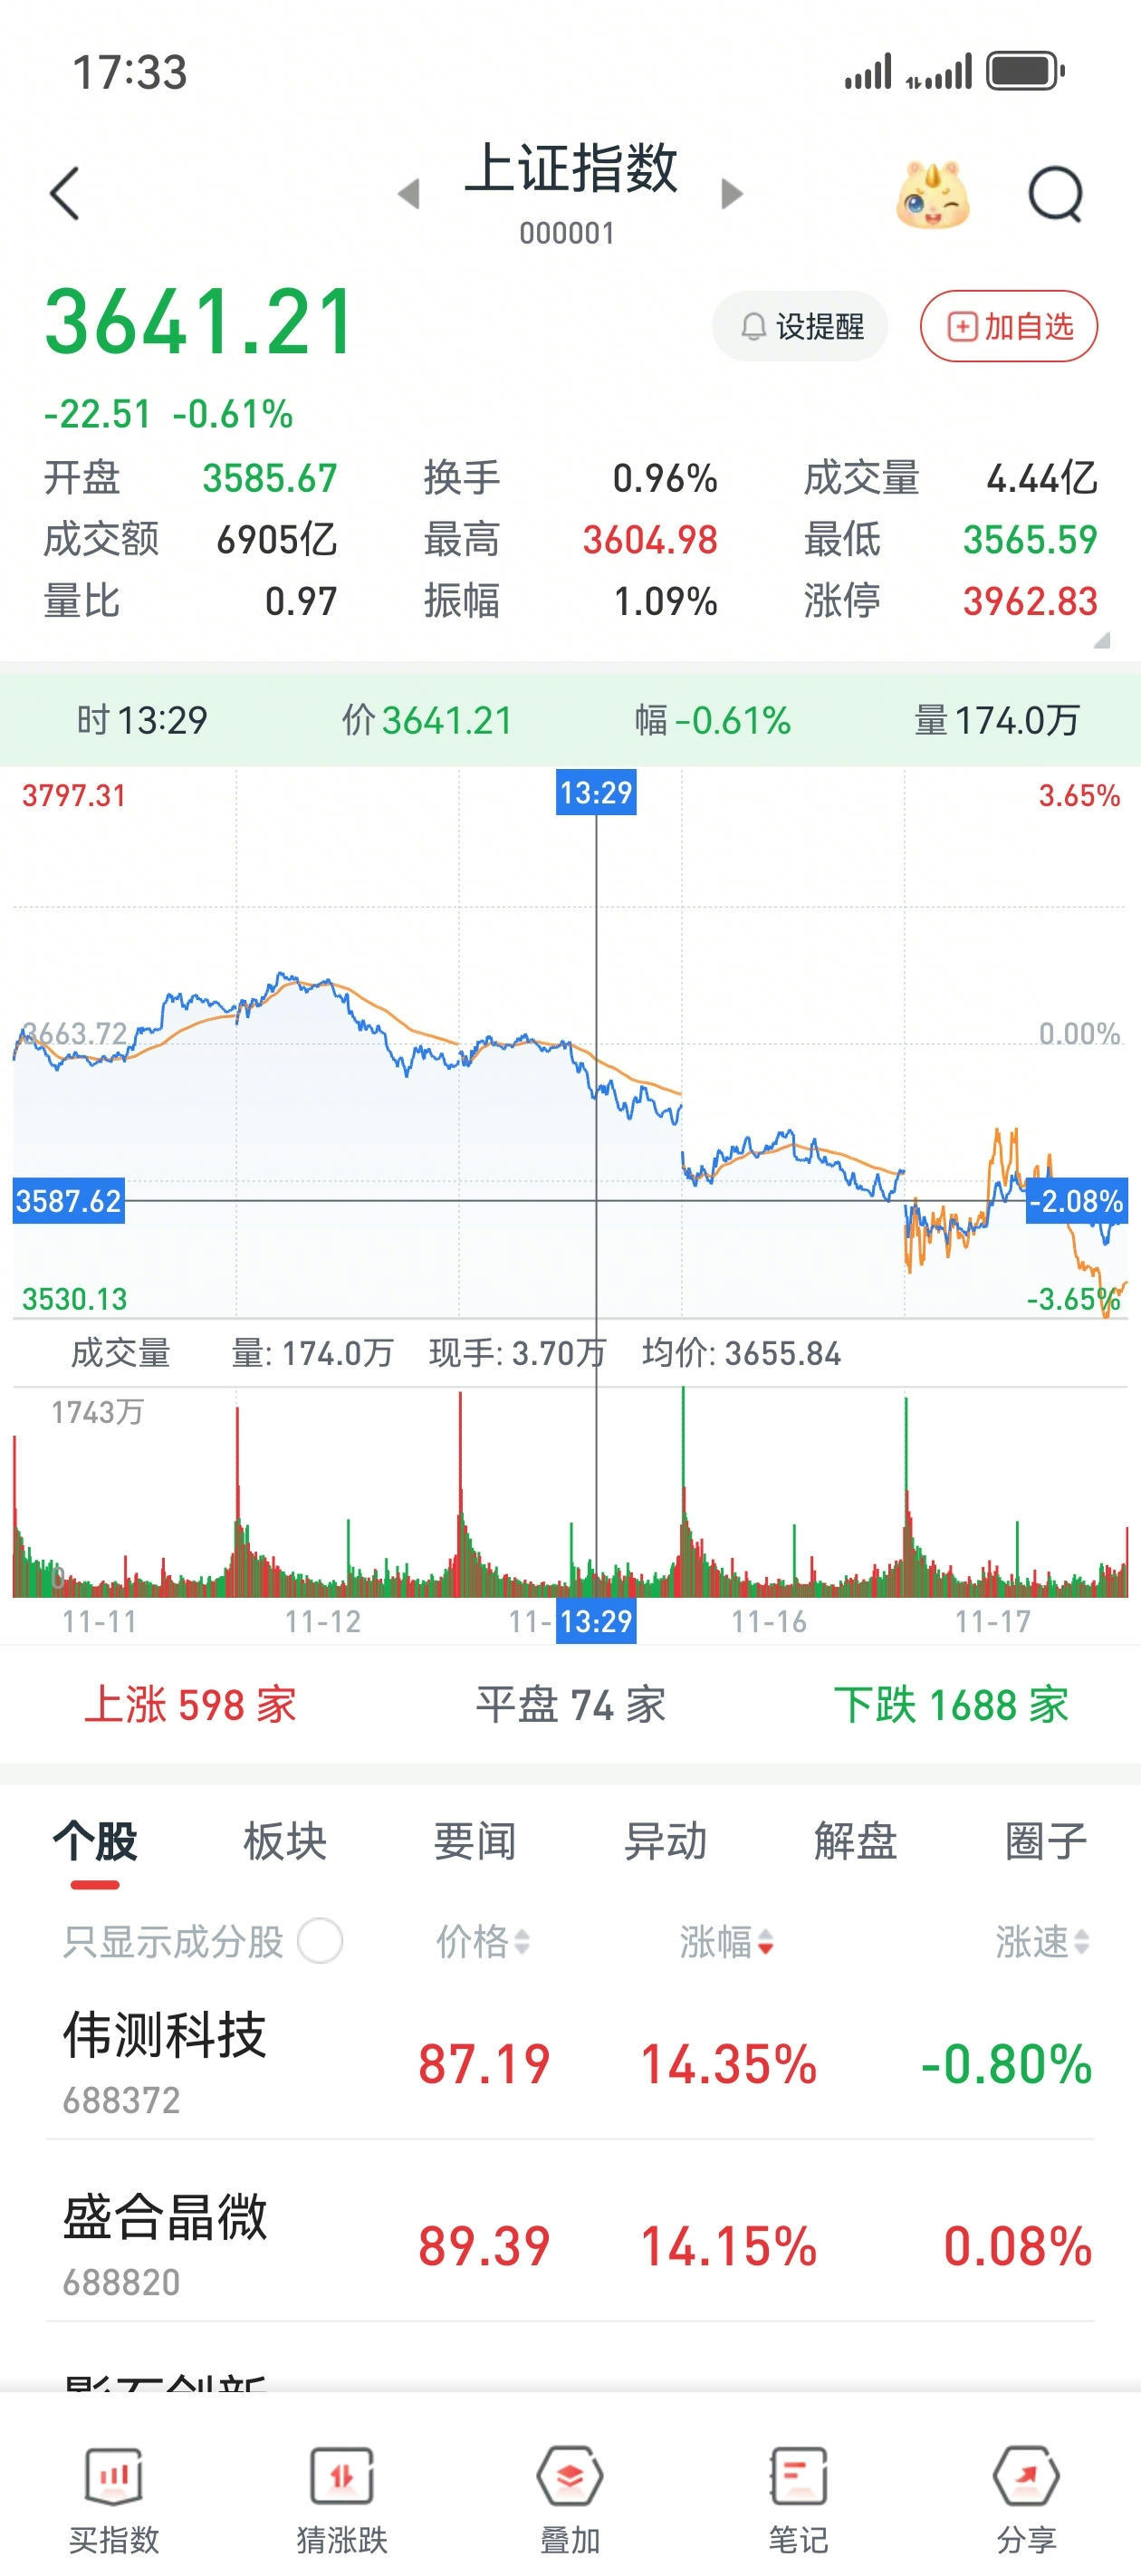 17:33
上证指数
000001
3641.21
设提醒
加自选
-22.51 -0.61%
开盘 3585.67 换手 0.96% 成交量 4.44亿
成交额 6905亿 最高 3604.98 最低 3565.59
量比 0.97 振幅 1.09% 涨停 3962.83
时 13:29 价 3641.21 幅 -0.61% 量 174.0万
3797.31 13:29 3.65%
3663.72 0.00%
3587.62 -2.08%
3530.13 -3.65%
成交量 量: 174.0万 现手: 3.70万 均价: 3655.84
1743万
0
11-11 11-12 11- 13:29 11-16 11-17
上涨 598 家 平盘 74 家 下跌 1688 家
个股 板块 要闻 异动 解盘 圈子
只显示成分股 价格 涨幅 涨速
伟测科技 87.19 14.35% -0.80%
688372
盛合晶微 89.39 14.15% 0.08%
688820
买指数 猜涨跌 叠加 笔记 分享